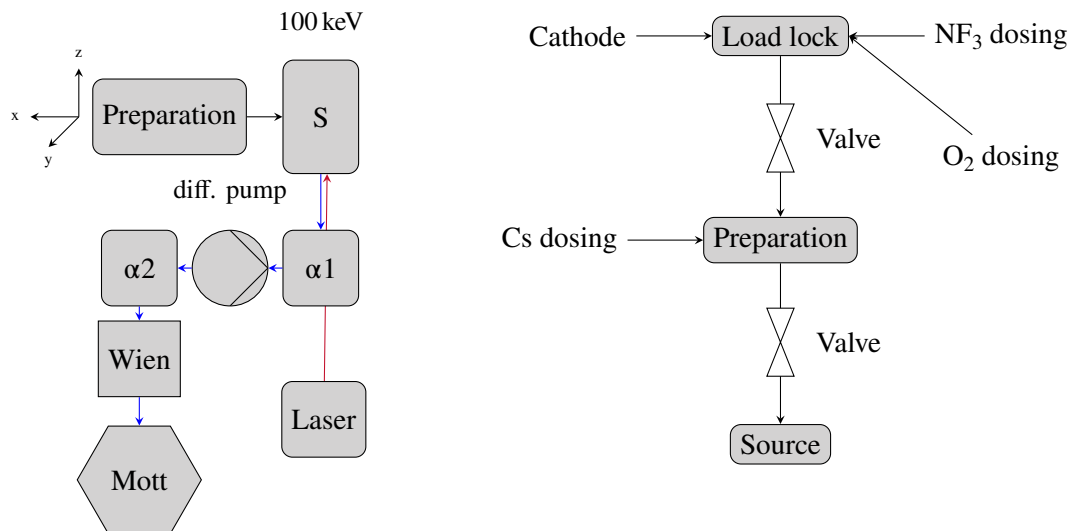 100 keV
z
x
y
Preparation
S
diff. pump
α2
α1
Wien
Laser
Mott
Cathode
Load lock
NF₃ dosing
Valve
O₂ dosing
Cs dosing
Preparation
Valve
Source